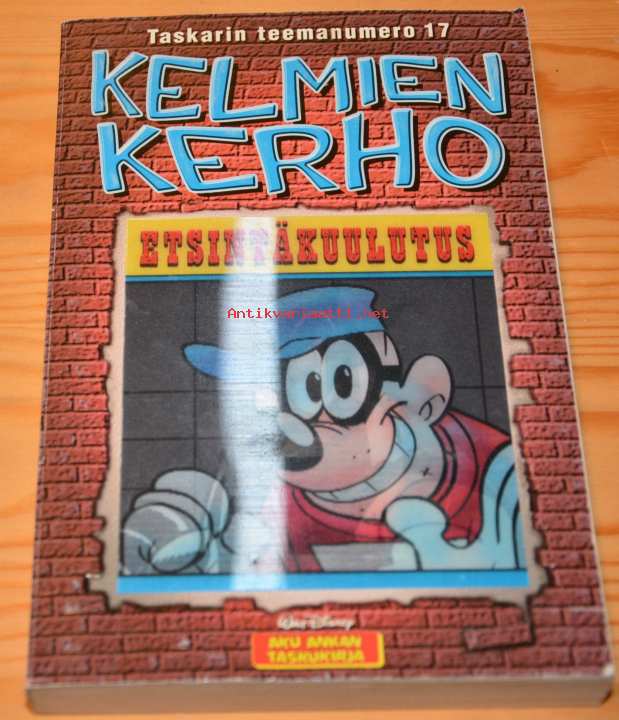 Taskarin teemanumero 17
KELMIEN
KERHO
ETSINTÄKUULUTUS
Antikvariaatti.net
Walt Disney
AKU ANKAN
TASKUKIRJA